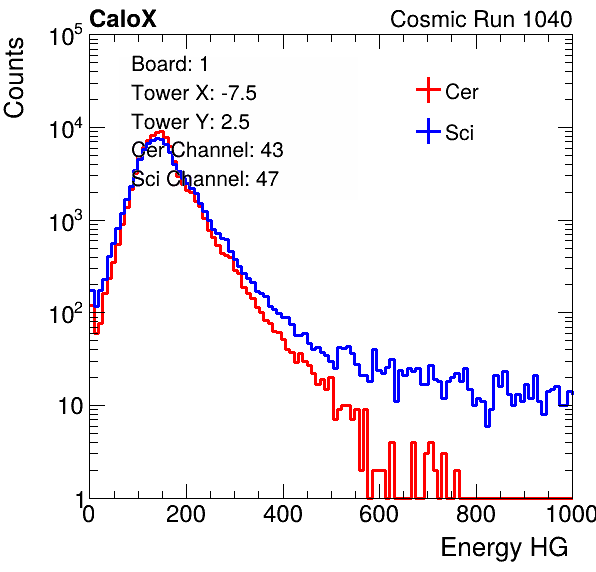 CaloX Cosmic Run 1040
Counts
Board: 1
Tower X: -7.5
Tower Y: 2.5
Cer Channel: 43
Sci Channel: 47
Cer
Sci
10^5
10^4
10^3
10^2
10
1
0 200 400 600 800 1000
Energy HG